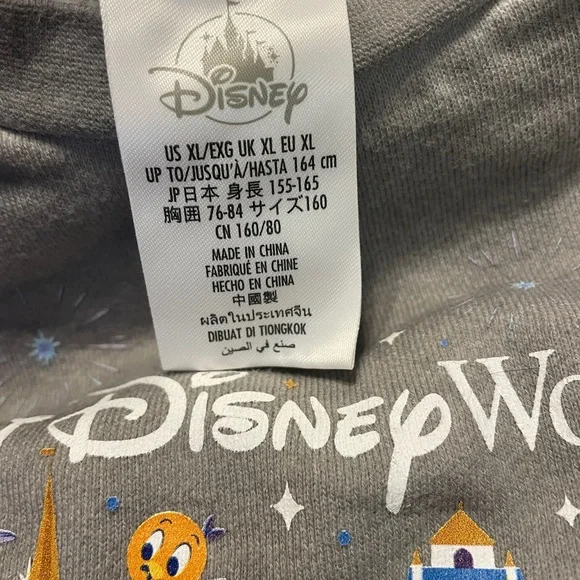 Disney
US XL/EXG UK XL EU XL
UP TO/JUSQU'À/HASTA 164 cm
JP日本 身長 155-165
胸囲 76-84 サイズ160
CN 160/80
MADE IN CHINA
FABRIQUÉ EN CHINE
HECHO EN CHINA
中國製
ผลิตในประเทศจีน
DIBUAT DI TIONGKOK
صنع في الصين
Disney Wo